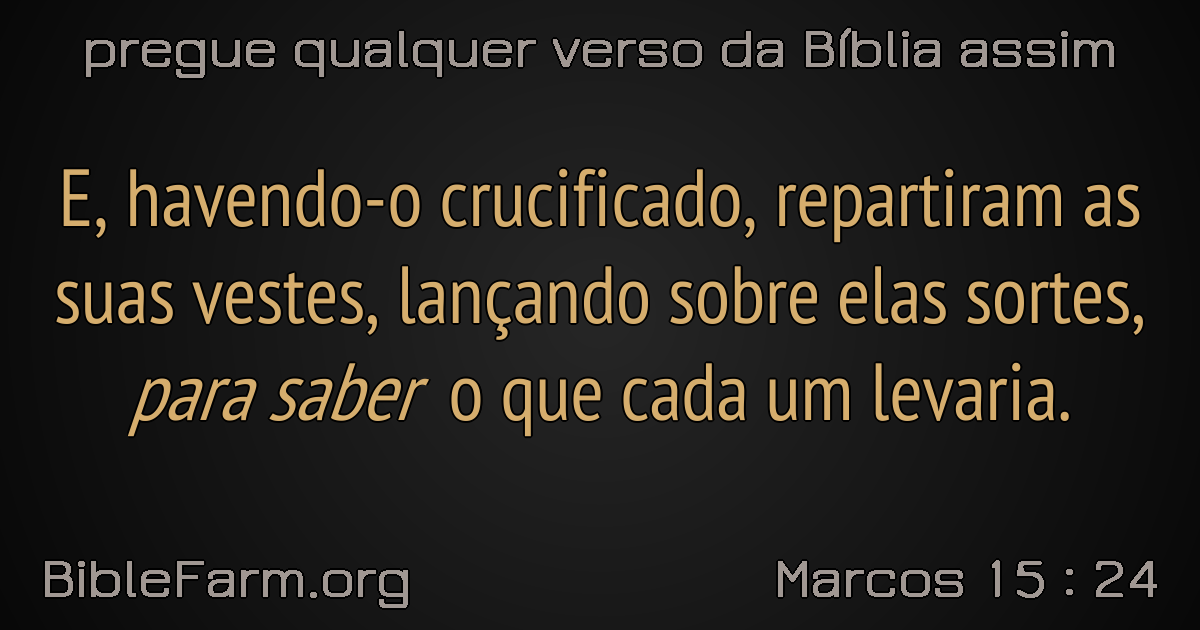 pregue qualquer verso da Bíblia assim
E, havendo-o crucificado, repartiram as
suas vestes, lançando sobre elas sortes,
para saber o que cada um levaria.
BibleFarm.org
Marcos 15 : 24